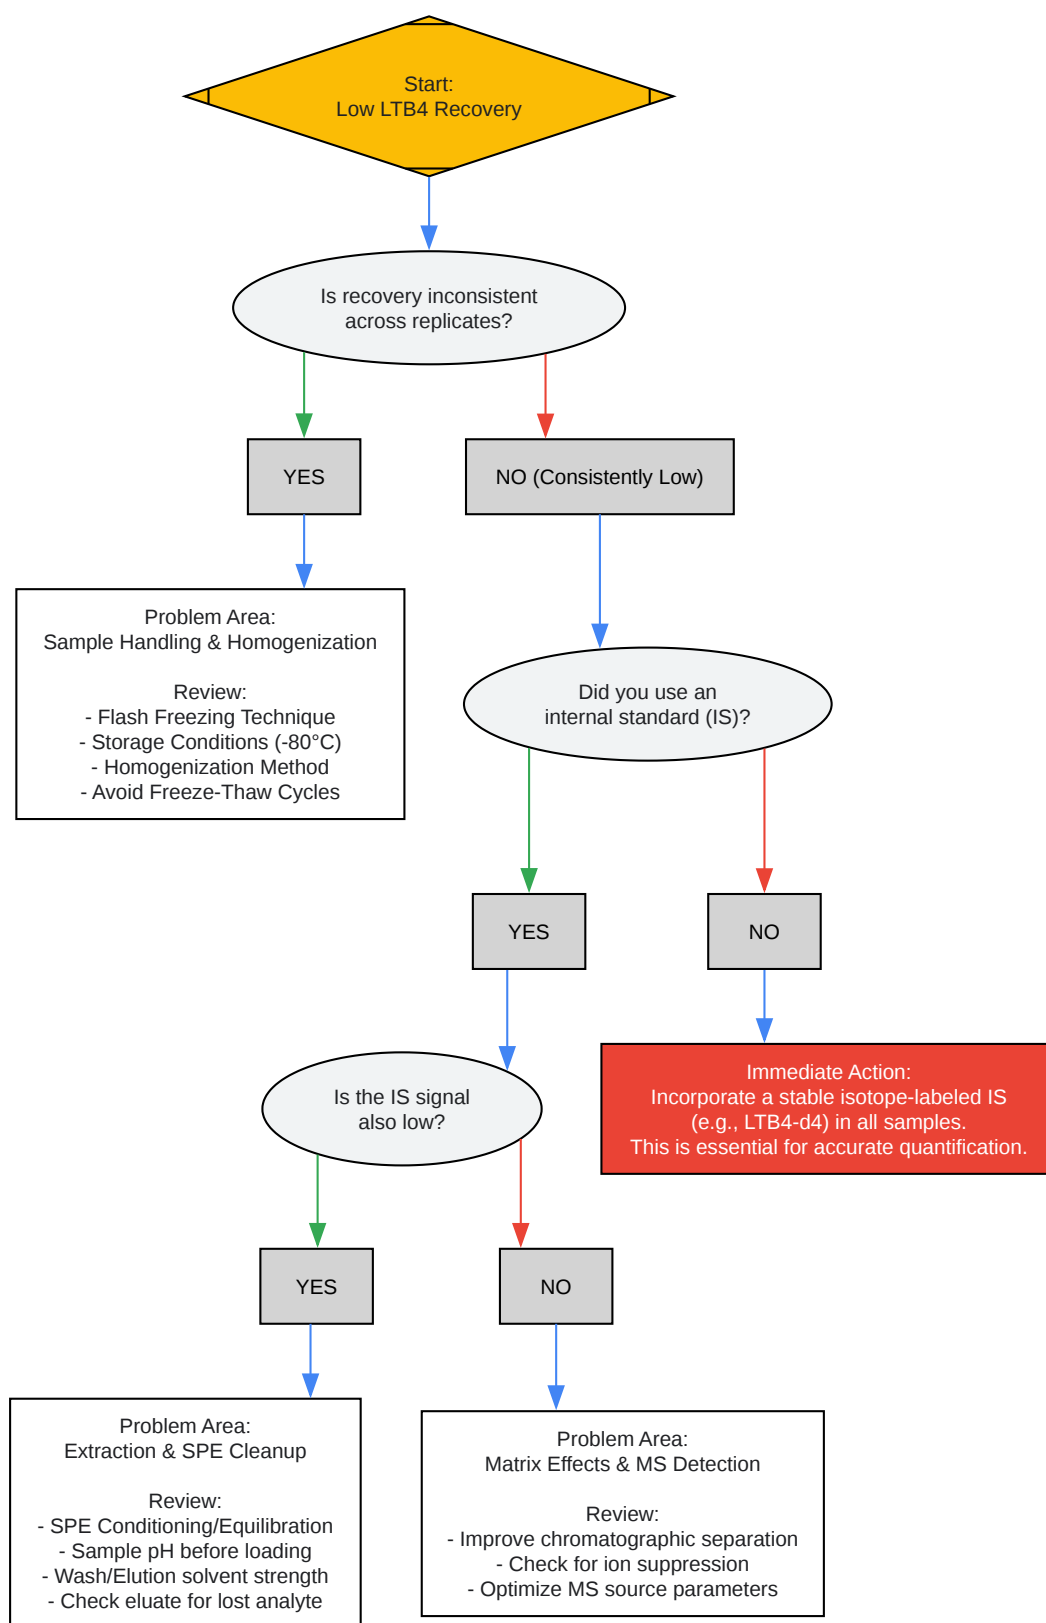 Start:
Low LTB4 Recovery
Is recovery inconsistent
across replicates?
YES
NO (Consistently Low)
Problem Area:
Sample Handling & Homogenization
Review:
- Flash Freezing Technique
- Storage Conditions (-80°C)
- Homogenization Method
- Avoid Freeze-Thaw Cycles
Did you use an
internal standard (IS)?
YES
NO
Immediate Action:
Incorporate a stable isotope-labeled IS
(e.g., LTB4-d4) in all samples.
This is essential for accurate quantification.
Is the IS signal
also low?
YES
NO
Problem Area:
Extraction & SPE Cleanup
Review:
- SPE Conditioning/Equilibration
- Sample pH before loading
- Wash/Elution solvent strength
- Check eluate for lost analyte
Problem Area:
Matrix Effects & MS Detection
Review:
- Improve chromatographic separation
- Check for ion suppression
- Optimize MS source parameters